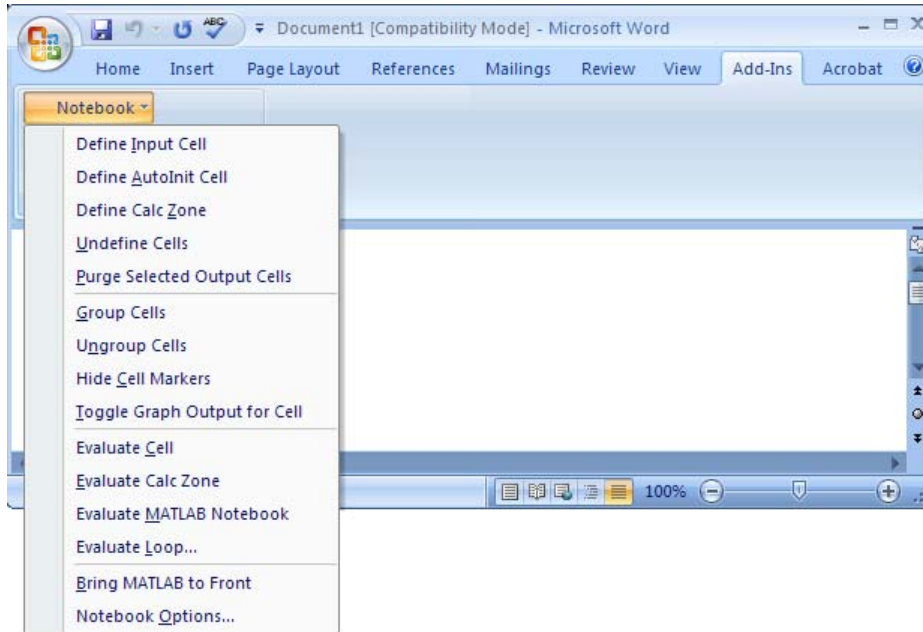 ABC
Document1 [Compatibility Mode] - Microsoft Word
Home Insert Page Layout References Mailings Review View Add-Ins Acrobat
Notebook
Define Input Cell
Define AutoInit Cell
Define Calc Zone
Undefine Cells
Purge Selected Output Cells
Group Cells
Ungroup Cells
Hide Cell Markers
Toggle Graph Output for Cell
Evaluate Cell
Evaluate Calc Zone
Evaluate MATLAB Notebook
Evaluate Loop...
Bring MATLAB to Front
Notebook Options...
100%